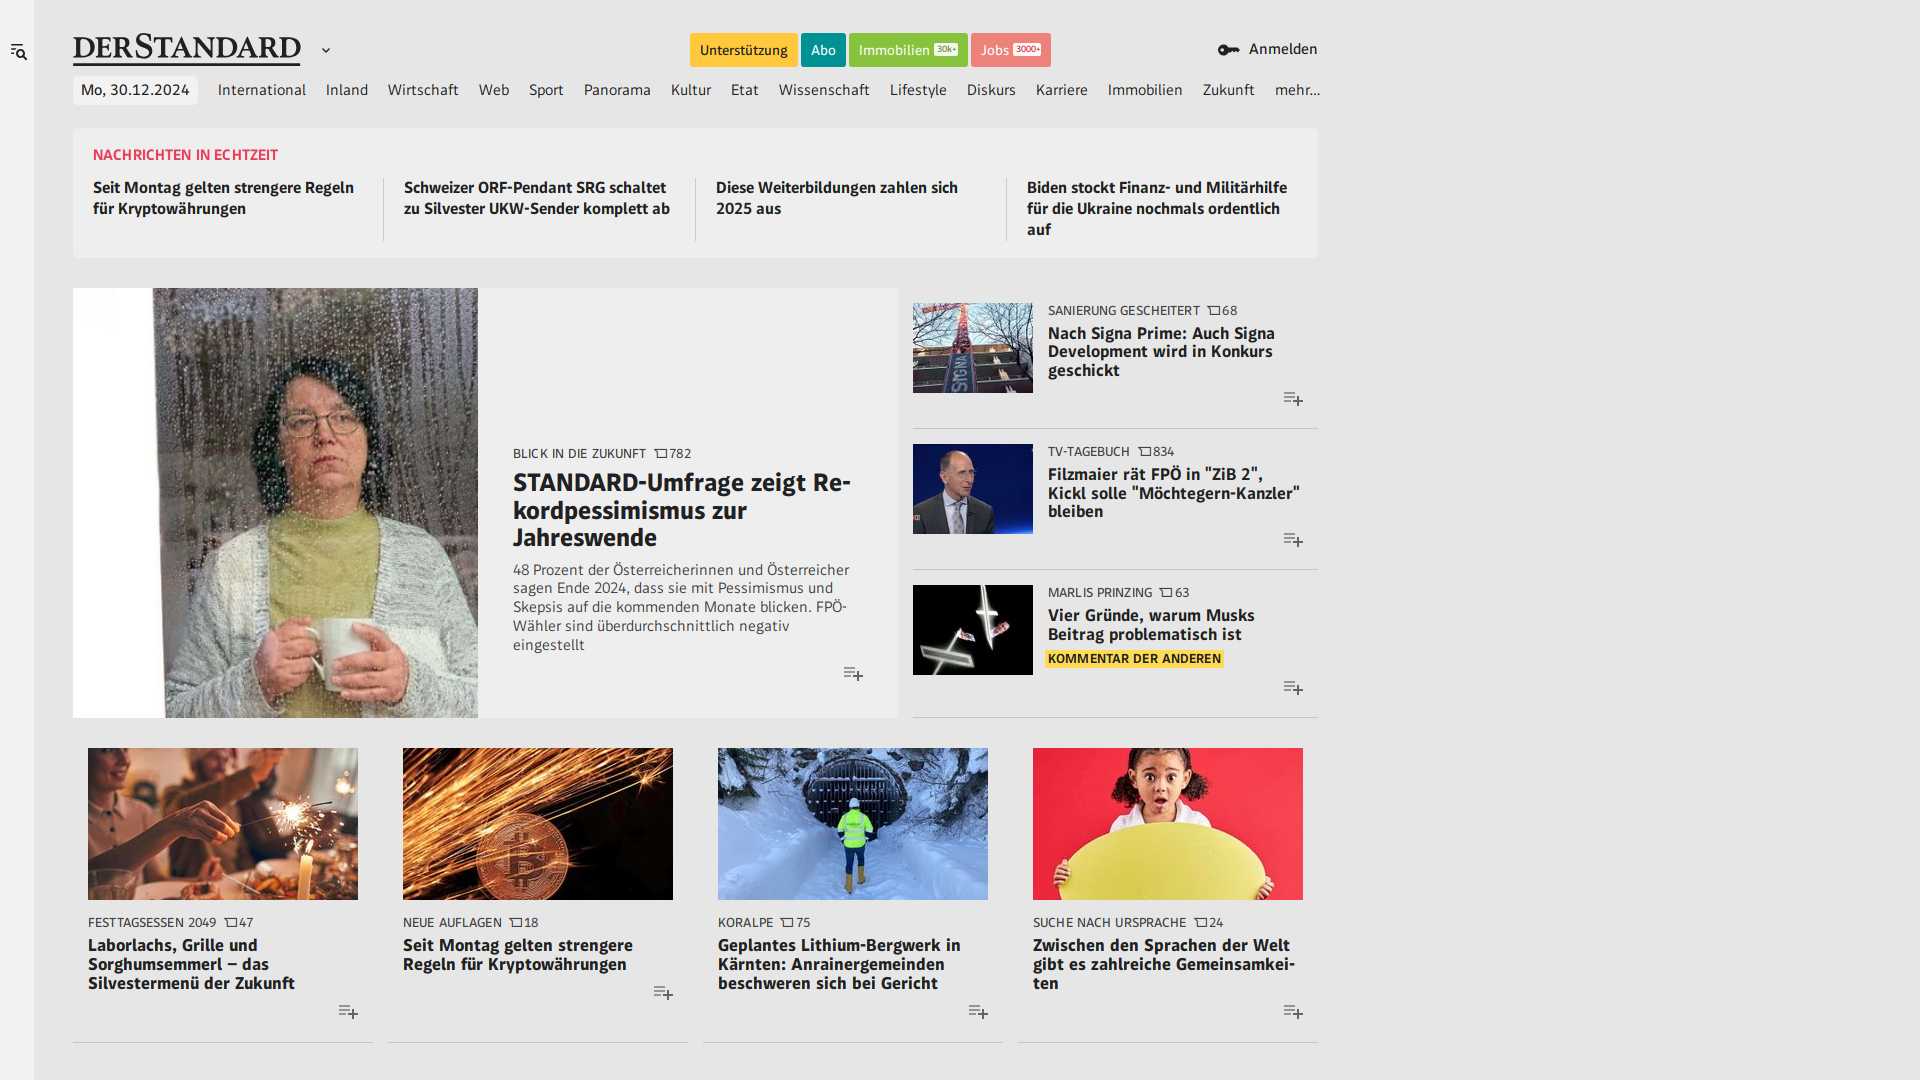 DERSTANDARD
Unterstützung
Abo
Immobilien 30k+
Jobs 3000+
Anmelden
Mo, 30.12.2024
International
Inland
Wirtschaft
Web
Sport
Panorama
Kultur
Etat
Wissenschaft
Lifestyle
Diskurs
Karriere
Immobilien
Zukunft
mehr...
NACHRICHTEN IN ECHTZEIT
Seit Montag gelten strengere Regeln
für Kryptowährungen
Schweizer ORF-Pendant SRG schaltet
zu Silvester UKW-Sender komplett ab
Diese Weiterbildungen zahlen sich
2025 aus
Biden stockt Finanz- und Militärhilfe
für die Ukraine nochmals ordentlich
auf
BLICK IN DIE ZUKUNFT 782
STANDARD-Umfrage zeigt Re-
kordpessimismus zur
Jahreswende
48 Prozent der Österreicherinnen und Österreicher
sagen Ende 2024, dass sie mit Pessimismus und
Skepsis auf die kommenden Monate blicken. FPÖ-
Wähler sind überdurchschnittlich negativ
eingestellt
SIGNA
SANIERUNG GESCHEITERT 68
Nach Signa Prime: Auch Signa
Development wird in Konkurs
geschickt
TV-TAGEBUCH 834
Filzmaier rät FPÖ in "ZiB 2",
Kickl solle "Möchtegern-Kanzler"
bleiben
MARLIS PRINZING 63
Vier Gründe, warum Musks
Beitrag problematisch ist
KOMMENTAR DER ANDEREN
FESTTAGSESSEN 2049 47
Laborlachs, Grille und
Sorghumsemmerl – das
Silvestermenü der Zukunft
NEUE AUFLAGEN 18
Seit Montag gelten strengere
Regeln für Kryptowährungen
KORALPE 75
Geplantes Lithium-Bergwerk in
Kärnten: Anrainergemeinden
beschweren sich bei Gericht
SUCHE NACH URSPRACHE 24
Zwischen den Sprachen der Welt
gibt es zahlreiche Gemeinsamkei-
ten